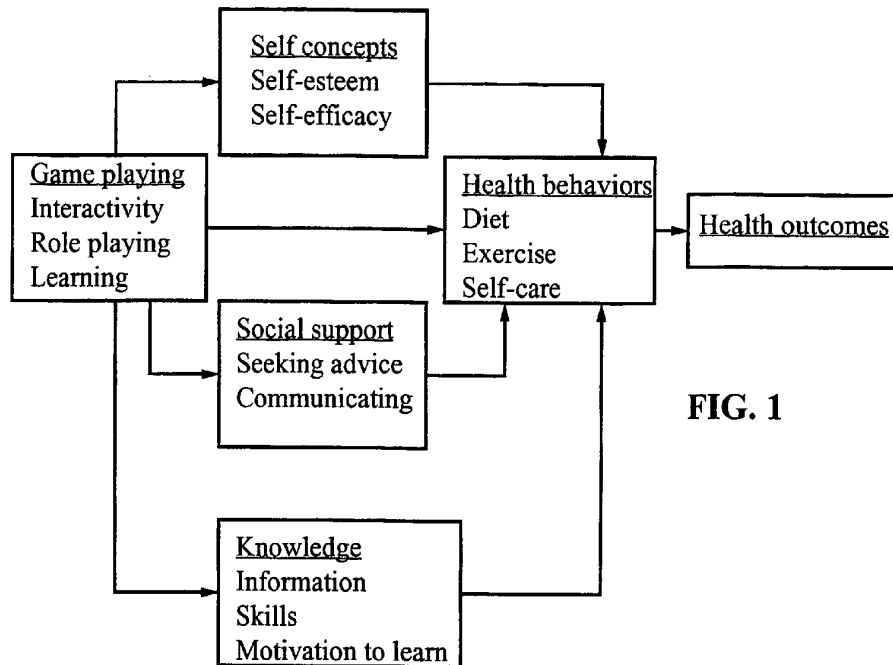 Self concepts
Self-esteem
Self-efficacy
Game playing
Interactivity
Role playing
Learning
Health behaviors
Diet
Exercise
Self-care
Health outcomes
Social support
Seeking advice
Communicating
FIG. 1
Knowledge
Information
Skills
Motivation to learn